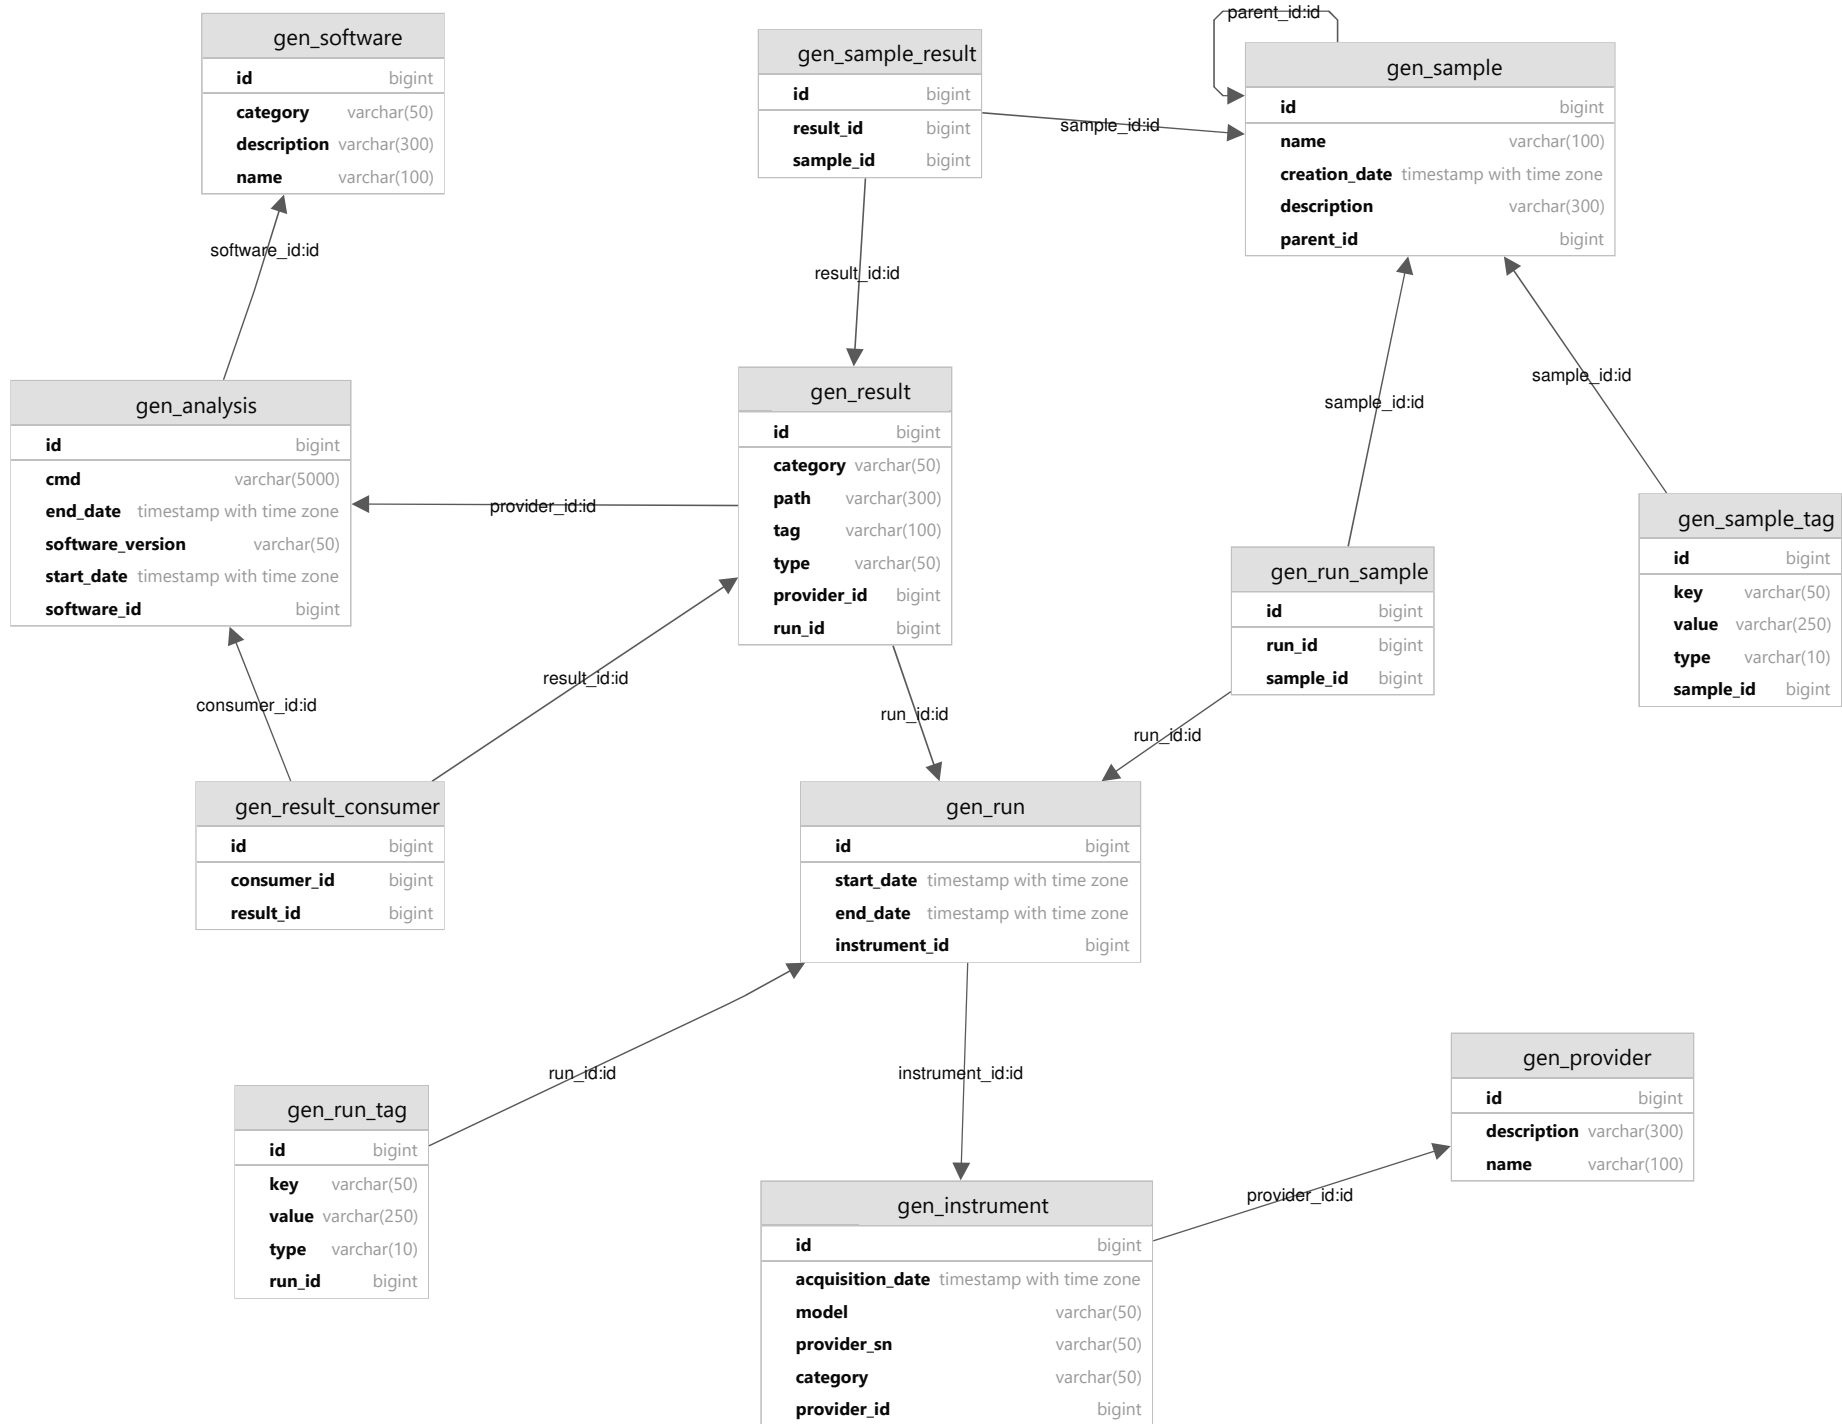 gen_software
id bigint
category varchar(50)
description varchar(300)
name varchar(100)
gen_sample_result
id bigint
result_id bigint
sample_id bigint
parent_id:id
gen_sample
id bigint
name varchar(100)
creation_date timestamp with time zone
description varchar(300)
parent_id bigint
sample_id:id
software_id:id
result_id:id
gen_analysis
id bigint
cmd varchar(5000)
end_date timestamp with time zone
software_version varchar(50)
start_date timestamp with time zone
software_id bigint
provider_id:id
gen_result
id bigint
category varchar(50)
path varchar(300)
tag varchar(100)
type varchar(50)
provider_id bigint
run_id bigint
sample_id:id
sample_id:id
gen_run_sample
id bigint
run_id bigint
sample_id bigint
gen_sample_tag
id bigint
key varchar(50)
value varchar(250)
type varchar(10)
sample_id bigint
consumer_id:id
result_id:id
run_id:id
run_id:id
gen_result_consumer
id bigint
consumer_id bigint
result_id bigint
gen_run
id bigint
start_date timestamp with time zone
end_date timestamp with time zone
instrument_id bigint
run_id:id
instrument_id:id
gen_run_tag
id bigint
key varchar(50)
value varchar(250)
type varchar(10)
run_id bigint
gen_provider
id bigint
description varchar(300)
name varchar(100)
provider_id:id
gen_instrument
id bigint
acquisition_date timestamp with time zone
model varchar(50)
provider_sn varchar(50)
category varchar(50)
provider_id bigint